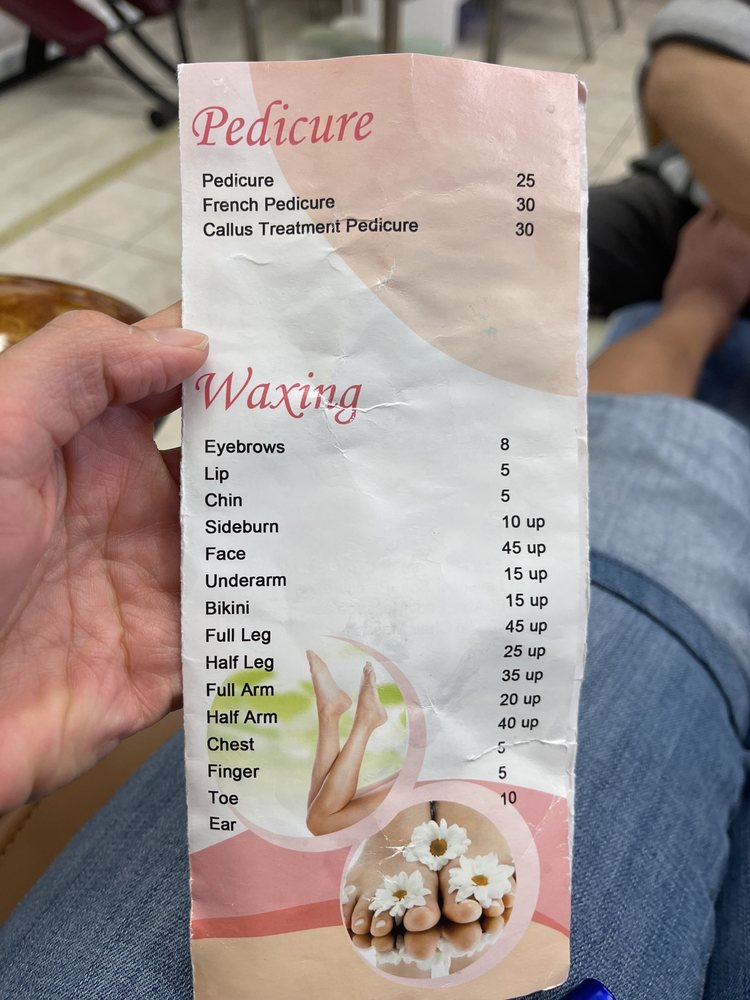 Pedicure
Pedicure 25
French Pedicure 30
Callus Treatment Pedicure 30
Waxing
Eyebrows 8
Lip 5
Chin 5
Sideburn 10 up
Face 45 up
Underarm 15 up
Bikini 15 up
Full Leg 45 up
Half Leg 25 up
Full Arm 35 up
Half Arm 20 up
Chest 40 up
Finger 5
Toe 5
Ear 10